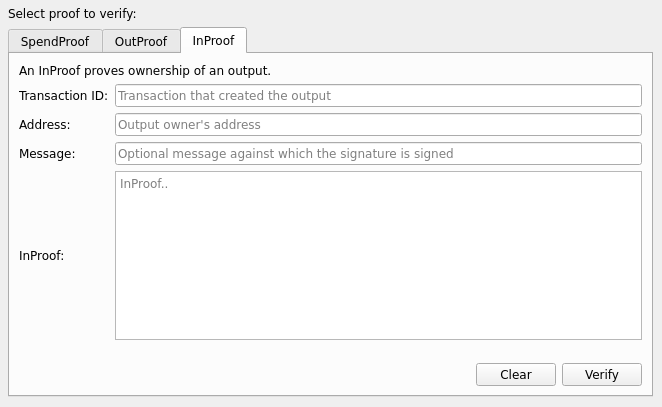 Select proof to verify:
SpendProof OutProof InProof
An InProof proves ownership of an output.
Transaction ID: Transaction that created the output
Address: Output owner's address
Message: Optional message against which the signature is signed
InProof..
InProof:
Clear Verify